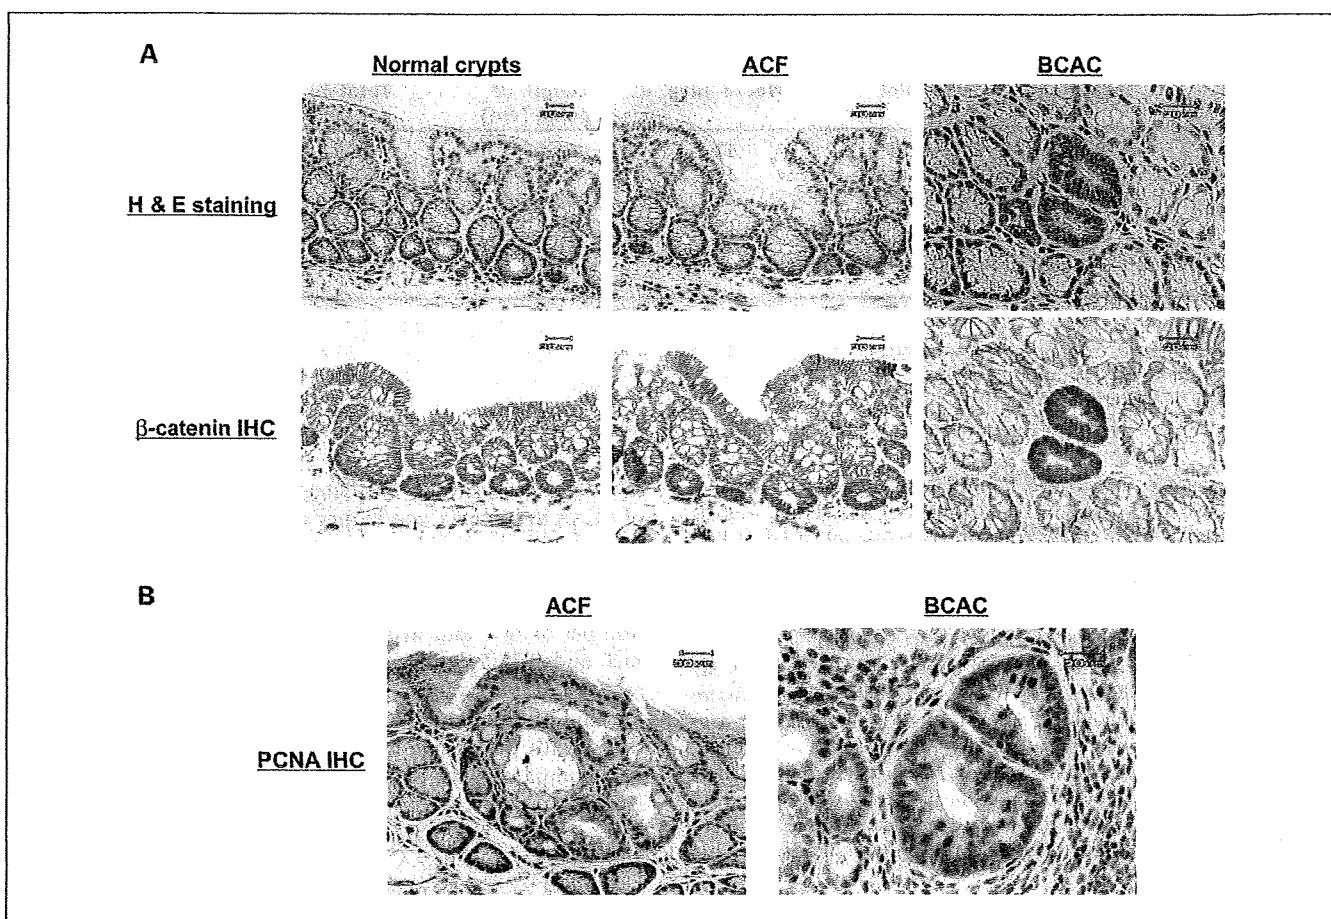 A
Normal crypts ACF BCAC
H & E staining
β-catenin IHC
B
ACF BCAC
PCNA IHC